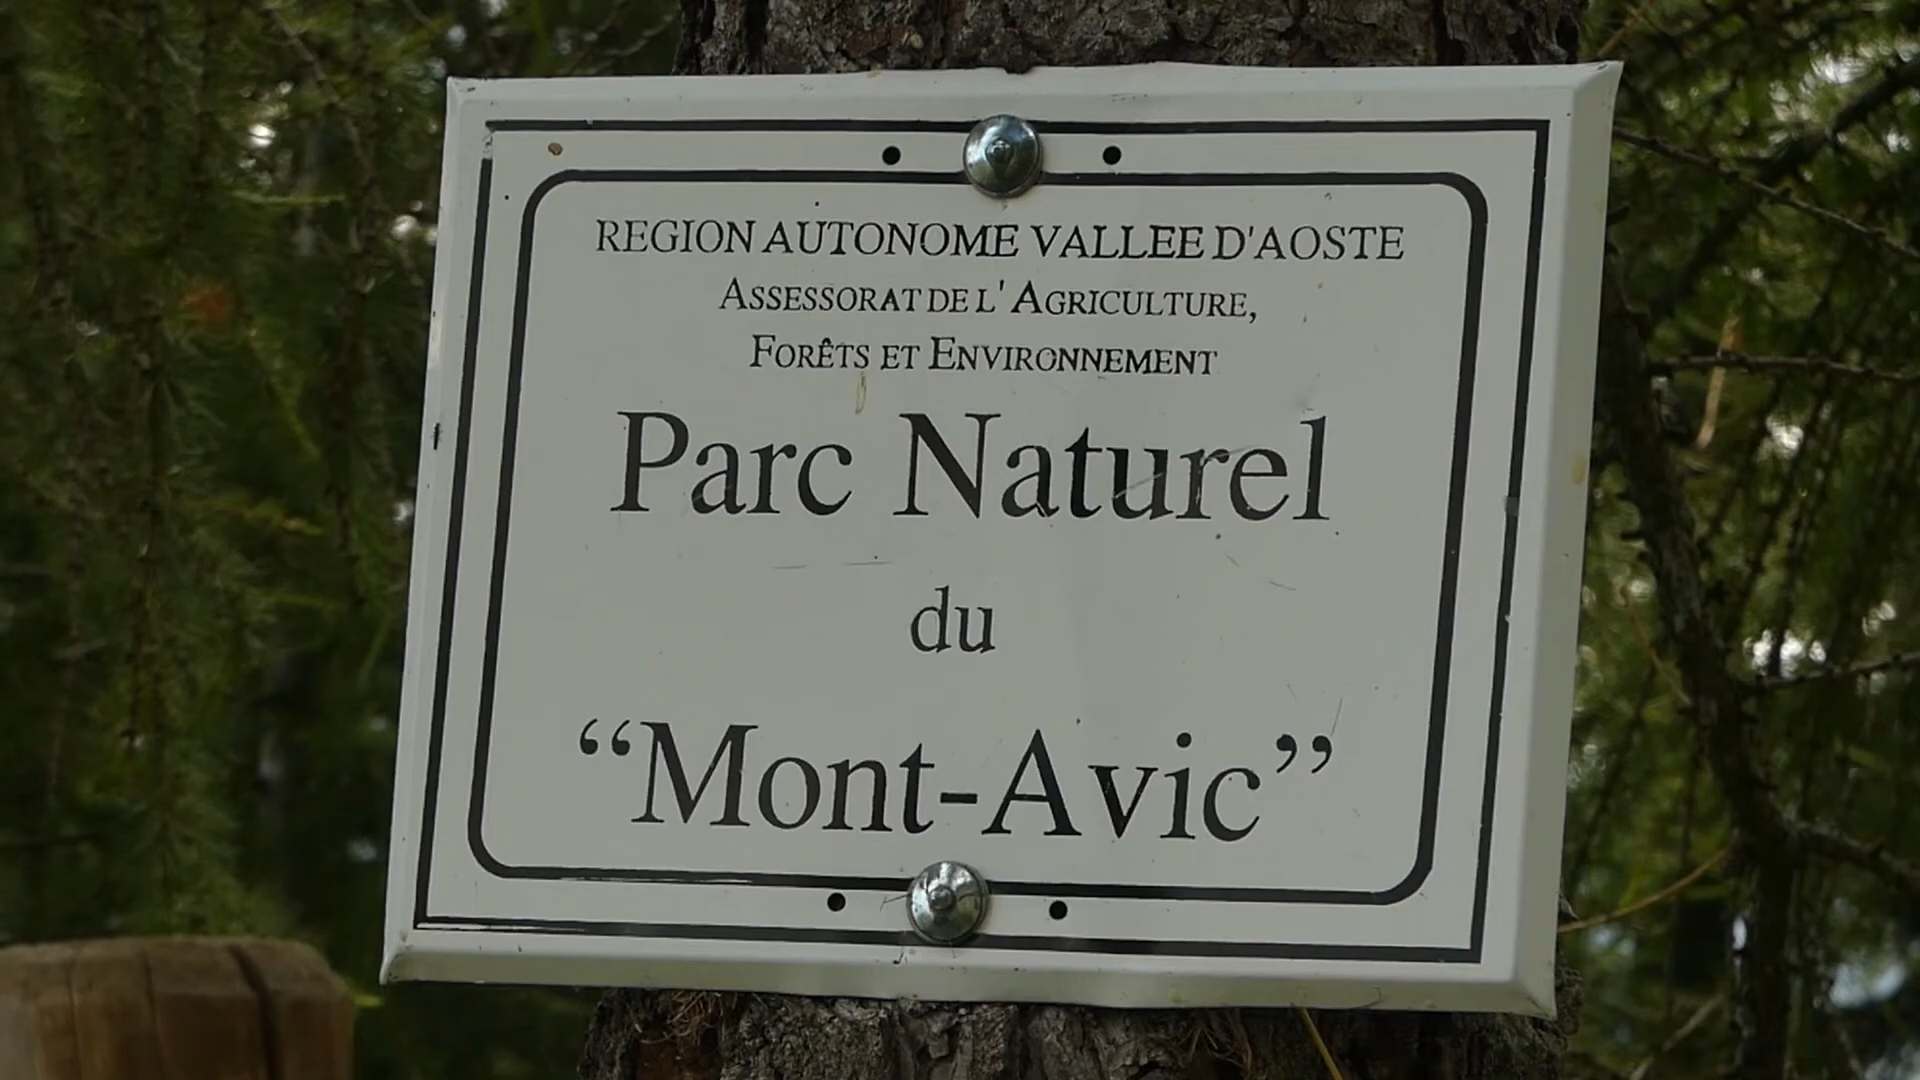 REGION AUTONOME VALLEE D'AOSTE
ASSESSORAT DE L' AGRICULTURE,
FORÊTS ET ENVIRONNEMENT
Parc Naturel
du
“Mont-Avic”